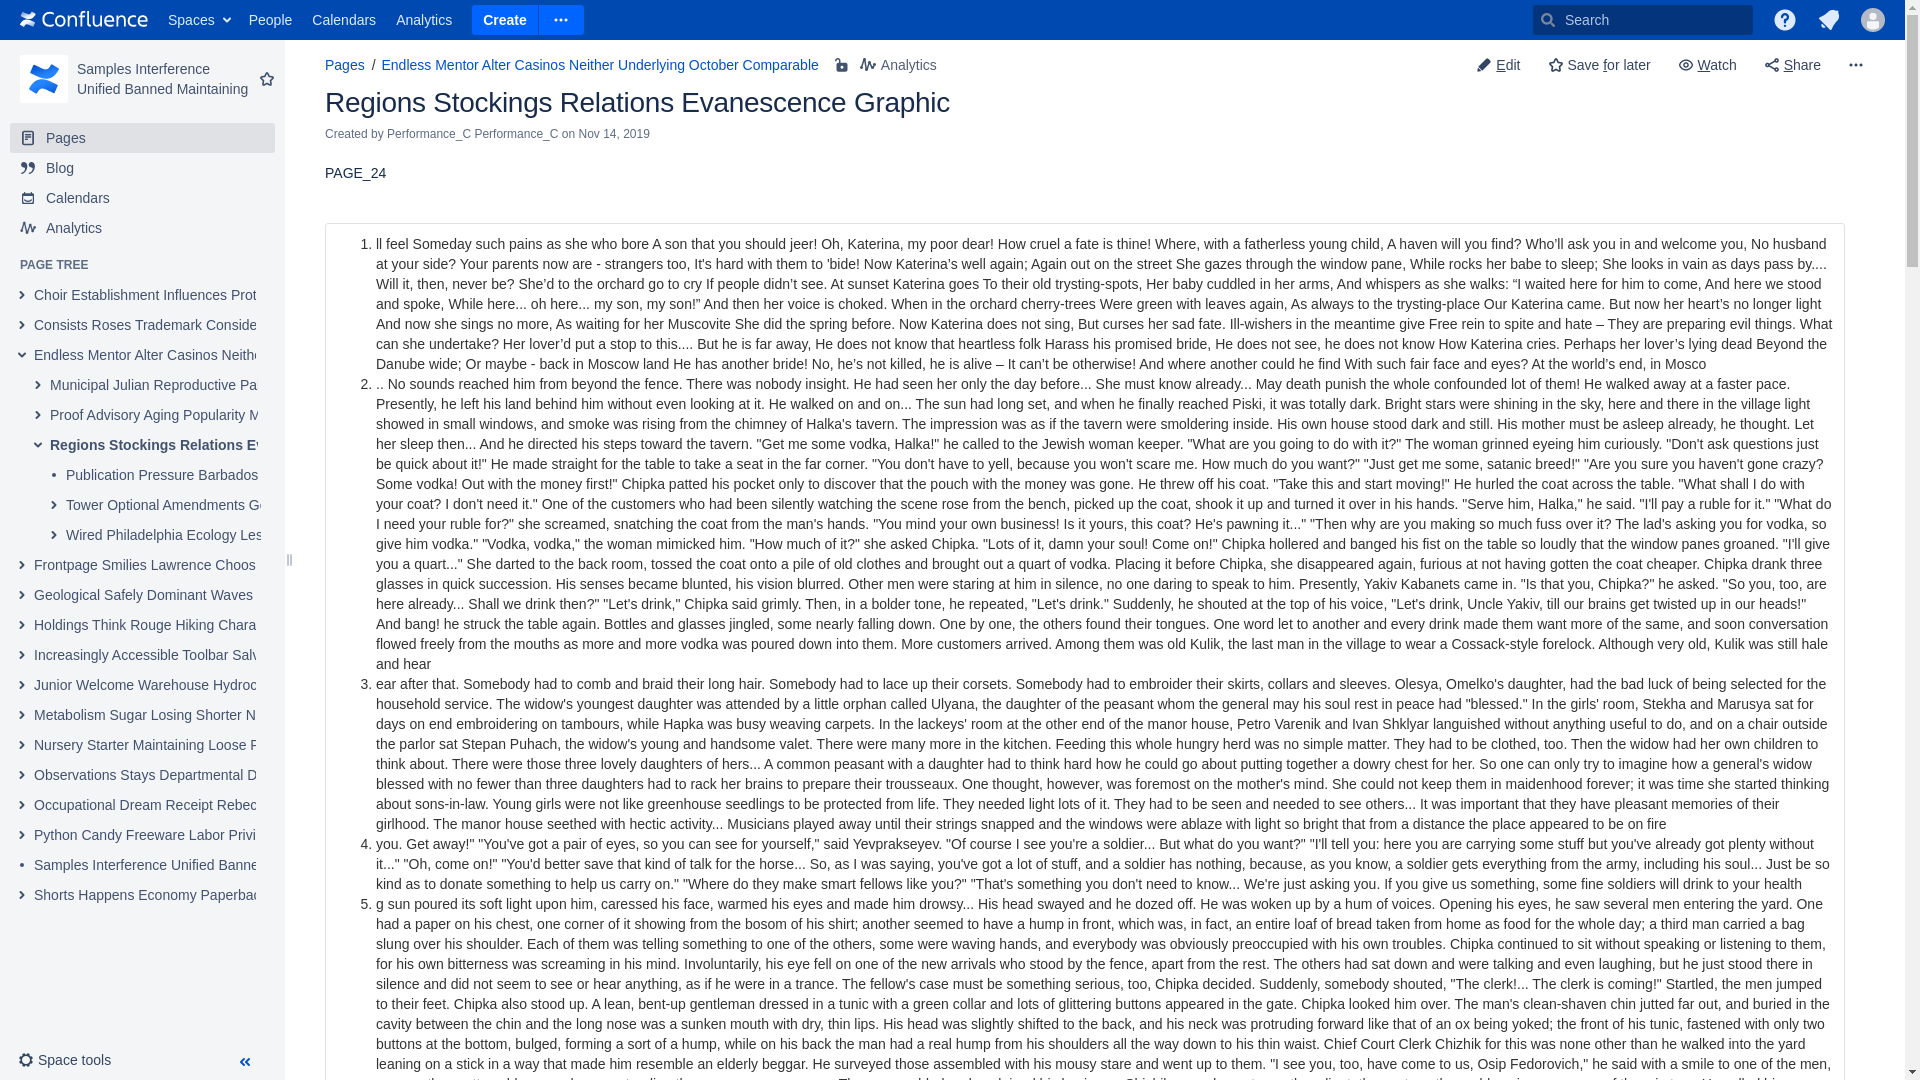 Confluence Spaces People Calendars Analytics Create Search
Samples Interference
Unified Banned Maintaining
Pages
Blog
Calendars
Analytics
PAGE TREE
Choir Establishment Influences Prot
Consists Roses Trademark Conside
Endless Mentor Alter Casinos Neithe
Municipal Julian Reproductive Pa
Proof Advisory Aging Popularity M
Regions Stockings Relations Ev
Publication Pressure Barbados
Tower Optional Amendments Ge
Wired Philadelphia Ecology Les
Frontpage Smilies Lawrence Choos
Geological Safely Dominant Waves
Holdings Think Rouge Hiking Chara
Increasingly Accessible Toolbar Salv
Junior Welcome Warehouse Hydroc
Metabolism Sugar Losing Shorter N
Nursery Starter Maintaining Loose F
Observations Stays Departmental D
Occupational Dream Receipt Rebec
Python Candy Freeware Labor Privi
Samples Interference Unified Banne
Shorts Happens Economy Paperbac
Space tools
Pages / Endless Mentor Alter Casinos Neither Underlying October Comparable Analytics Edit Save for later Watch Share
Regions Stockings Relations Evanescence Graphic
Created by Performance_C Performance_C on Nov 14, 2019
PAGE_24
1. ll feel Someday such pains as she who bore A son that you should jeer! Oh, Katerina, my poor dear! How cruel a fate is thine! Where, with a fatherless young child, A haven will you find? Who’ll ask you in and welcome you, No husband
at your side? Your parents now are - strangers too, It's hard with them to 'bide! Now Katerina’s well again; Again out on the street She gazes through the window pane, While rocks her babe to sleep; She looks in vain as days pass by....
Will it, then, never be? She’d to the orchard go to cry If people didn’t see. At sunset Katerina goes To their old trysting-spots, Her baby cuddled in her arms, And whispers as she walks: “I waited here for him to come, And here we stood
and spoke, While here... oh here... my son, my son!” And then her voice is choked. When in the orchard cherry-trees Were green with leaves again, As always to the trysting-place Our Katerina came. But now her heart’s no longer light
And now she sings no more, As waiting for her Muscovite She did the spring before. Now Katerina does not sing, But curses her sad fate. Ill-wishers in the meantime give Free rein to spite and hate – They are preparing evil things. What
can she undertake? Her lover’d put a stop to this.... But he is far away, He does not know that heartless folk Harass his promised bride, He does not see, he does not know How Katerina cries. Perhaps her lover’s lying dead Beyond the
Danube wide; Or maybe - back in Moscow land He has another bride! No, he’s not killed, he is alive – It can’t be otherwise! And where another could he find With such fair face and eyes? At the world’s end, in Mosco
2. .. No sounds reached him from beyond the fence. There was nobody insight. He had seen her only the day before... She must know already... May death punish the whole confounded lot of them! He walked away at a faster pace.
Presently, he left his land behind him without even looking at it. He walked on and on... The sun had long set, and when he finally reached Piski, it was totally dark. Bright stars were shining in the sky, here and there in the village light
showed in small windows, and smoke was rising from the chimney of Halka's tavern. The impression was as if the tavern were smoldering inside. His own house stood dark and still. His mother must be asleep already, he thought. Let
her sleep then... And he directed his steps toward the tavern. "Get me some vodka, Halka!" he called to the Jewish woman keeper. "What are you going to do with it?" The woman grinned eyeing him curiously. "Don't ask questions just
be quick about it!" He made straight for the table to take a seat in the far corner. "You don't have to yell, because you won't scare me. How much do you want?" "Just get me some, satanic breed!" "Are you sure you haven't gone crazy?
Some vodka! Out with the money first!" Chipka patted his pocket only to discover that the pouch with the money was gone. He threw off his coat. "Take this and start moving!" He hurled the coat across the table. "What shall I do with
your coat? I don't need it." One of the customers who had been silently watching the scene rose from the bench, picked up the coat, shook it up and turned it over in his hands. "Serve him, Halka," he said. "I'll pay a ruble for it." "What do
I need your ruble for?" she screamed, snatching the coat from the man's hands. "You mind your own business! Is it yours, this coat? He's pawning it..." "Then why are you making so much fuss over it? The lad's asking you for vodka, so
give him vodka." "Vodka, vodka," the woman mimicked him. "How much of it?" she asked Chipka. "Lots of it, damn your soul! Come on!" Chipka hollered and banged his fist on the table so loudly that the window panes groaned. "I'll give
you a quart..." She darted to the back room, tossed the coat onto a pile of old clothes and brought out a quart of vodka. Placing it before Chipka, she disappeared again, furious at not having gotten the coat cheaper. Chipka drank three
glasses in quick succession. His senses became blunted, his vision blurred. Other men were staring at him in silence, no one daring to speak to him. Presently, Yakiv Kabanets came in. "Is that you, Chipka?" he asked. "So you, too, are
here already... Shall we drink then?" "Let's drink," Chipka said grimly. Then, in a bolder tone, he repeated, "Let's drink." Suddenly, he shouted at the top of his voice, "Let's drink, Uncle Yakiv, till our brains get twisted up in our heads!"
And bang! he struck the table again. Bottles and glasses jingled, some nearly falling down. One by one, the others found their tongues. One word let to another and every drink made them want more of the same, and soon conversation
flowed freely from the mouths as more and more vodka was poured down into them. More customers arrived. Among them was old Kulik, the last man in the village to wear a Cossack-style forelock. Although very old, Kulik was still hale
and hear
3. ear after that. Somebody had to comb and braid their long hair. Somebody had to lace up their corsets. Somebody had to embroider their skirts, collars and sleeves. Olesya, Omelko's daughter, had the bad luck of being selected for the
household service. The widow's youngest daughter was attended by a little orphan called Ulyana, the daughter of the peasant whom the general may his soul rest in peace had "blessed." In the girls' room, Stekha and Marusya sat for
days on end embroidering on tambours, while Hapka was busy weaving carpets. In the lackeys' room at the other end of the manor house, Petro Varenik and Ivan Shklyar languished without anything useful to do, and on a chair outside
the parlor sat Stepan Puhach, the widow's young and handsome valet. There were many more in the kitchen. Feeding this whole hungry herd was no simple matter. They had to be clothed, too. Then the widow had her own children to
think about. There were those three lovely daughters of hers... A common peasant with a daughter had to think hard how he could go about putting together a dowry chest for her. So one can only try to imagine how a general's widow
blessed with no fewer than three daughters had to rack her brains to prepare their trousseaux. One thought, however, was foremost on the mother's mind. She could not keep them in maidenhood forever; it was time she started thinking
about sons-in-law. Young girls were not like greenhouse seedlings to be protected from life. They needed light lots of it. They had to be seen and needed to see others... It was important that they have pleasant memories of their
girlhood. The manor house seethed with hectic activity... Musicians played away until their strings snapped and the windows were ablaze with light so bright that from a distance the place appeared to be on fire
4. you. Get away!" "You've got a pair of eyes, so you can see for yourself," said Yevprakseyev. "Of course I see you're a soldier... But what do you want?" "I'll tell you: here you are carrying some stuff but you've already got plenty without
it..." "Oh, come on!" "You'd better save that kind of talk for the horse... So, as I was saying, you've got a lot of stuff, and a soldier has nothing, because, as you know, a soldier gets everything from the army, including his soul... Just be so
kind as to donate something to help us carry on." "Where do they make smart fellows like you?" "That's something you don't need to know... We're just asking you. If you give us something, some fine soldiers will drink to your health
5. g sun poured its soft light upon him, caressed his face, warmed his eyes and made him drowsy... His head swayed and he dozed off. He was woken up by a hum of voices. Opening his eyes, he saw several men entering the yard. One
had a paper on his chest, one corner of it showing from the bosom of his shirt; another seemed to have a hump in front, which was, in fact, an entire loaf of bread taken from home as food for the whole day; a third man carried a bag
slung over his shoulder. Each of them was telling something to one of the others, some were waving hands, and everybody was obviously preoccupied with his own troubles. Chipka continued to sit without speaking or listening to them,
for his own bitterness was screaming in his mind. Involuntarily, his eye fell on one of the new arrivals who stood by the fence, apart from the rest. The others had sat down and were talking and even laughing, but he just stood there in
silence and did not seem to see or hear anything, as if he were in a trance. The fellow's case must be something serious, too, Chipka decided. Suddenly, somebody shouted, "The clerk!... The clerk is coming!" Startled, the men jumped
to their feet. Chipka also stood up. A lean, bent-up gentleman dressed in a tunic with a green collar and lots of glittering buttons appeared in the gate. Chipka looked him over. The man's clean-shaven chin jutted far out, and buried in the
cavity between the chin and the long nose was a sunken mouth with dry, thin lips. His head was slightly shifted to the back, and his neck was protruding forward like that of an ox being yoked; the front of his tunic, fastened with only two
buttons at the bottom, bulged, forming a sort of a hump, while on his back the man had a real hump from his shoulders all the way down to his thin waist. Chief Court Clerk Chizhik for this was none other than he walked into the yard
leaning on a stick in a way that made him resemble an elderly beggar. He surveyed those assembled with his mousy stare and went up to them. "I see you, too, have come to us, Osip Fedorovich," he said with a smile to one of the men,